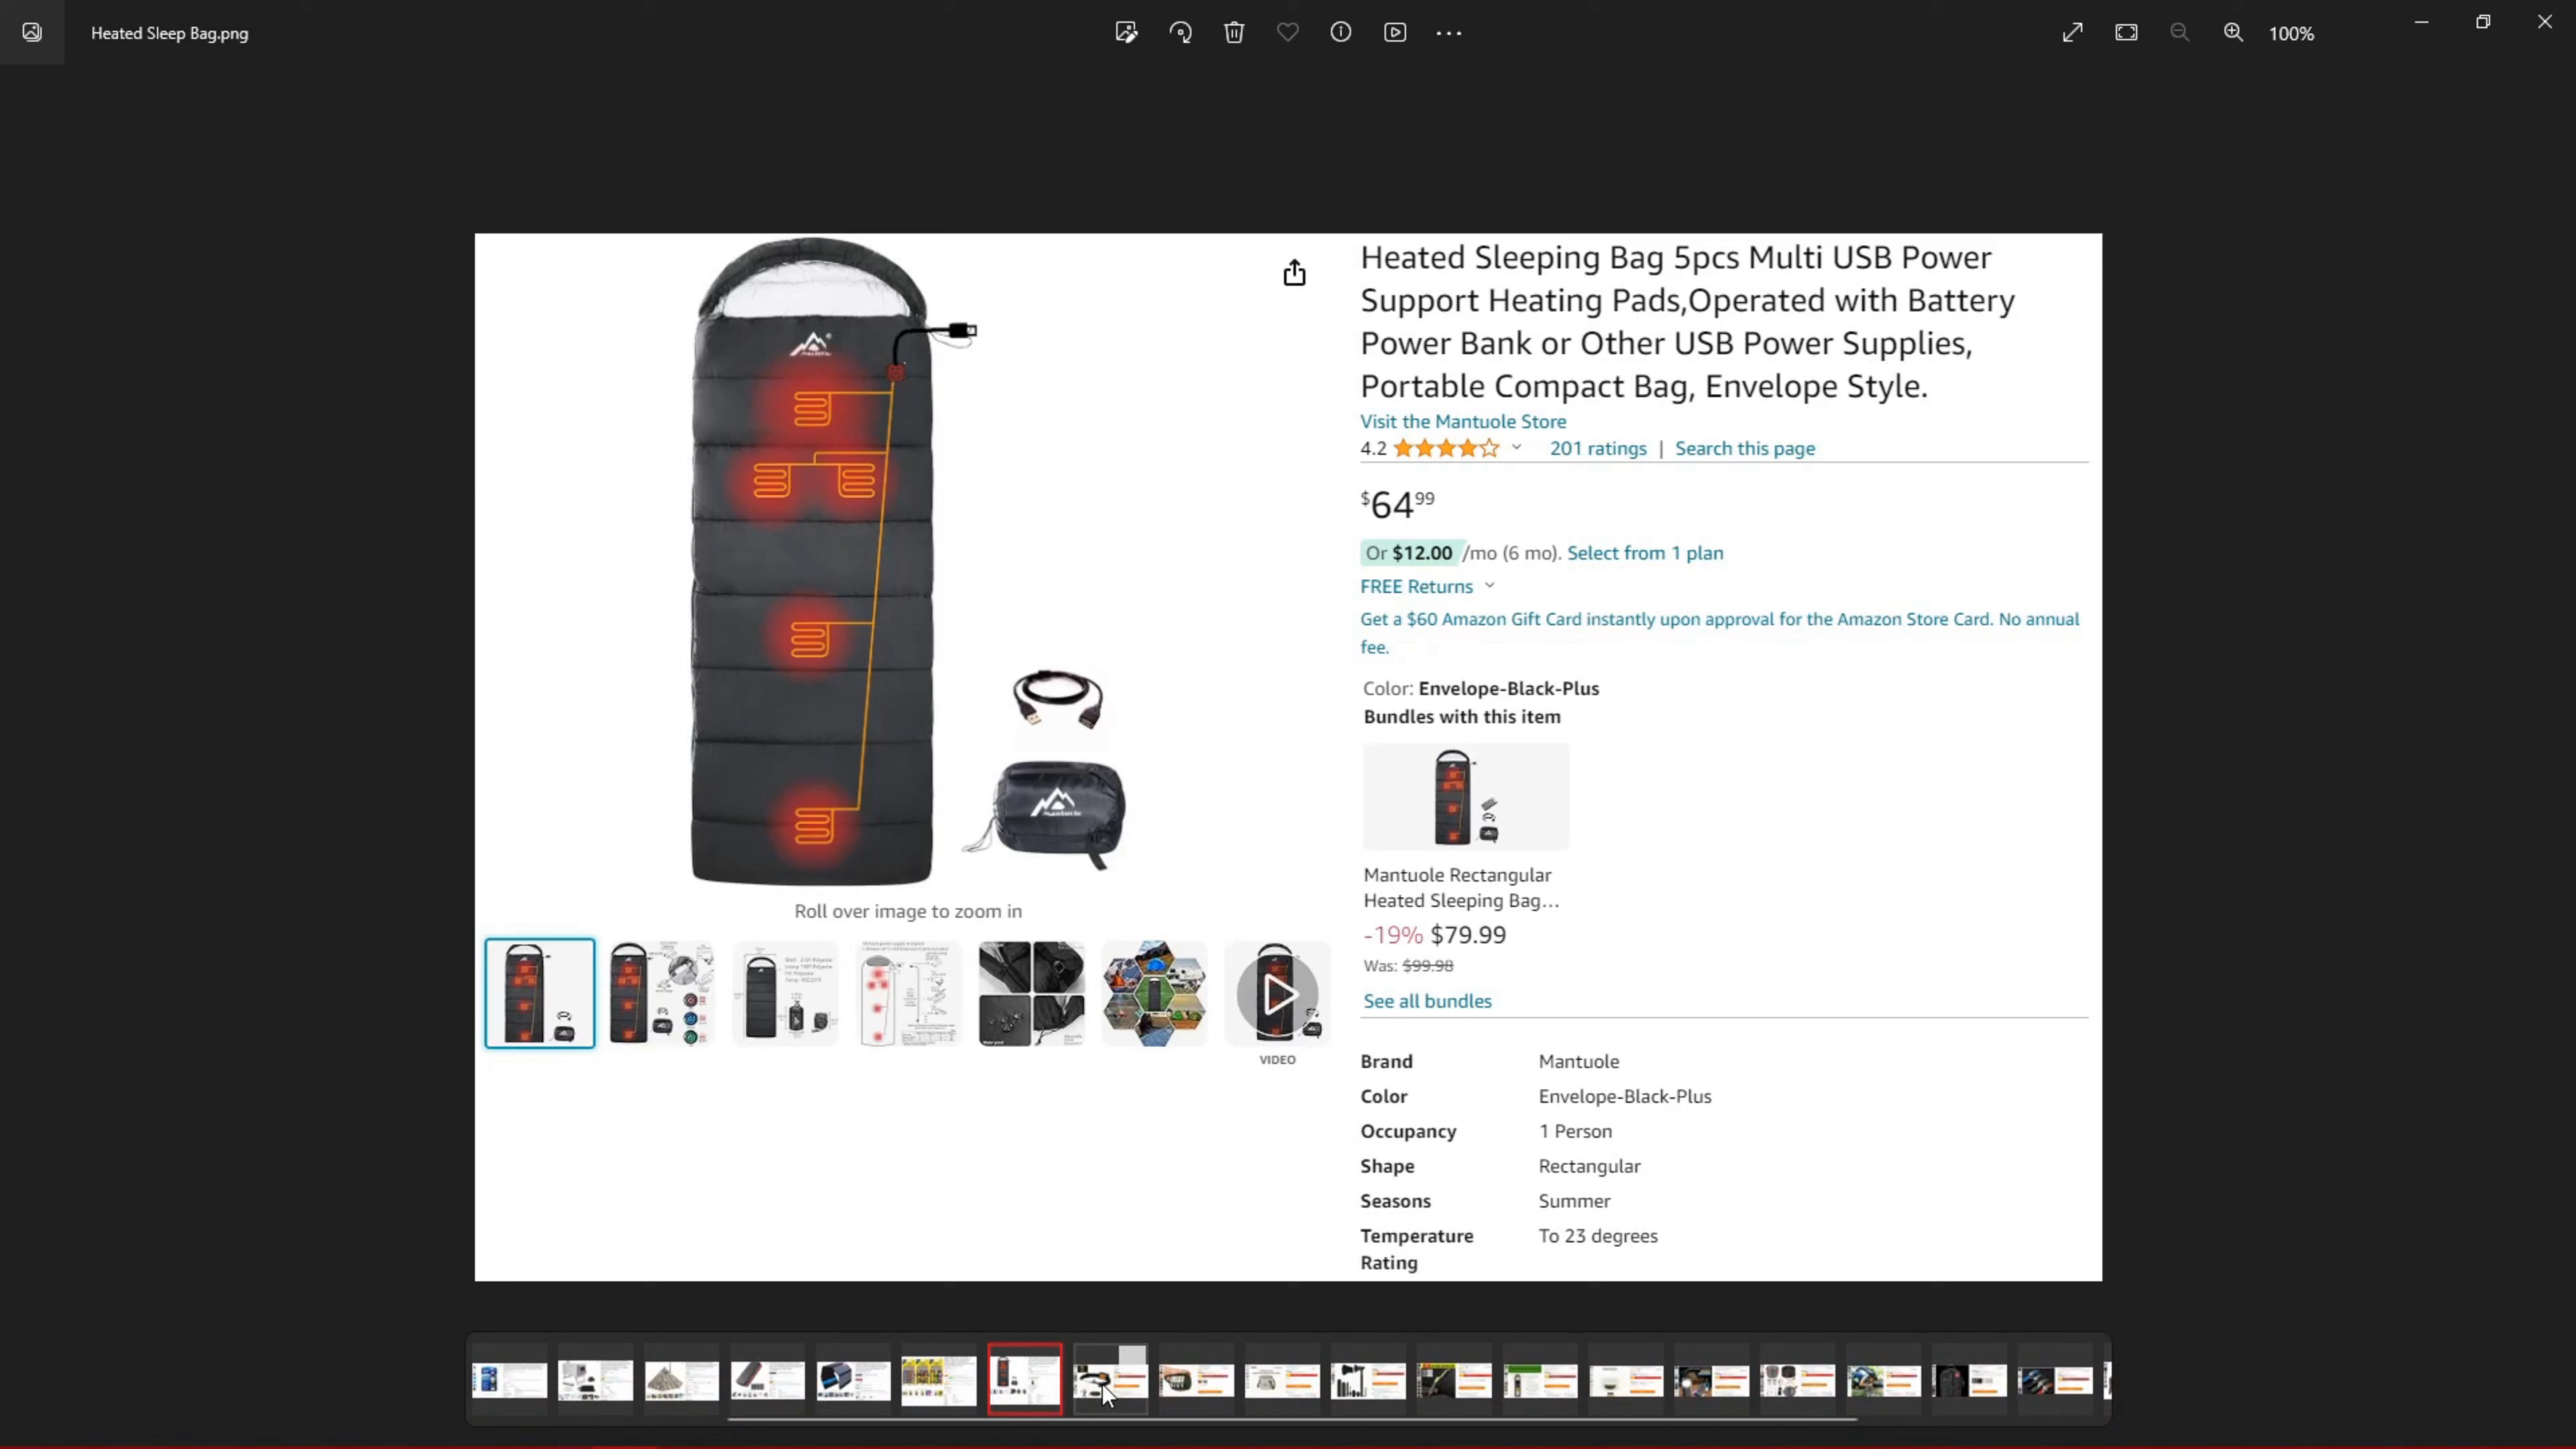 Heated Sleep Bag.png
100%
Heated Sleeping Bag 5pcs Multi USB Power
Support Heating Pads,Operated with Battery
Power Bank or Other USB Power Supplies,
Portable Compact Bag, Envelope Style.
Visit the Mantuole Store
4.2 201 ratings | Search this page
$64 99
Or $12.00 /mo (6 mo). Select from 1 plan
FREE Returns
Get a $60 Amazon Gift Card instantly upon approval for the Amazon Store Card. No annual
fee.
Color: Envelope-Black-Plus
Bundles with this item
Mantuole Rectangular
Heated Sleeping Bag...
-19% $79.99
Was: $99.98
See all bundles
Brand Mantuole
Color Envelope-Black-Plus
Occupancy 1 Person
Shape Rectangular
Seasons Summer
Temperature To 23 degrees
Rating
Roll over image to zoom in
VIDEO